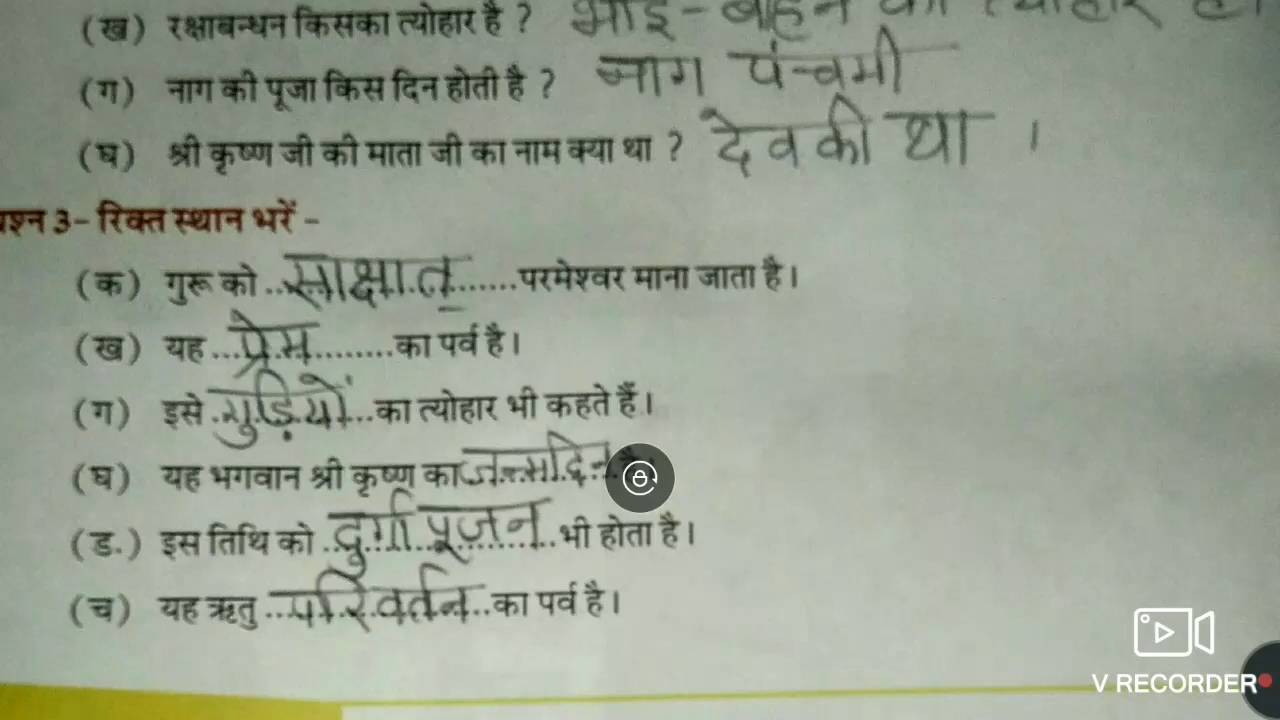 (ख) रक्षाबन्धन किसका त्योहार है ? भाई-बहन का त्योहार है।
(ग) नाग की पूजा किस दिन होती है ? नाग पंचमी
(घ) श्री कृष्ण जी की माता जी का नाम क्या था ? देवकी था ।
प्रश्न 3- रिक्त स्थान भरें -
(क) गुरू को ..साक्षात्.......परमेश्वर माना जाता है।
(ख) यह ...प्रेम........का पर्व है।
(ग) इसे .गुड़ियों...का त्योहार भी कहते हैं।
(घ) यह भगवान श्री कृष्ण का जन्मदिन है।
(ड.) इस तिथि को ..दुर्गा पूजन..भी होता है।
(च) यह ऋतु ...परिवर्तन..का पर्व है।
V RECORDER